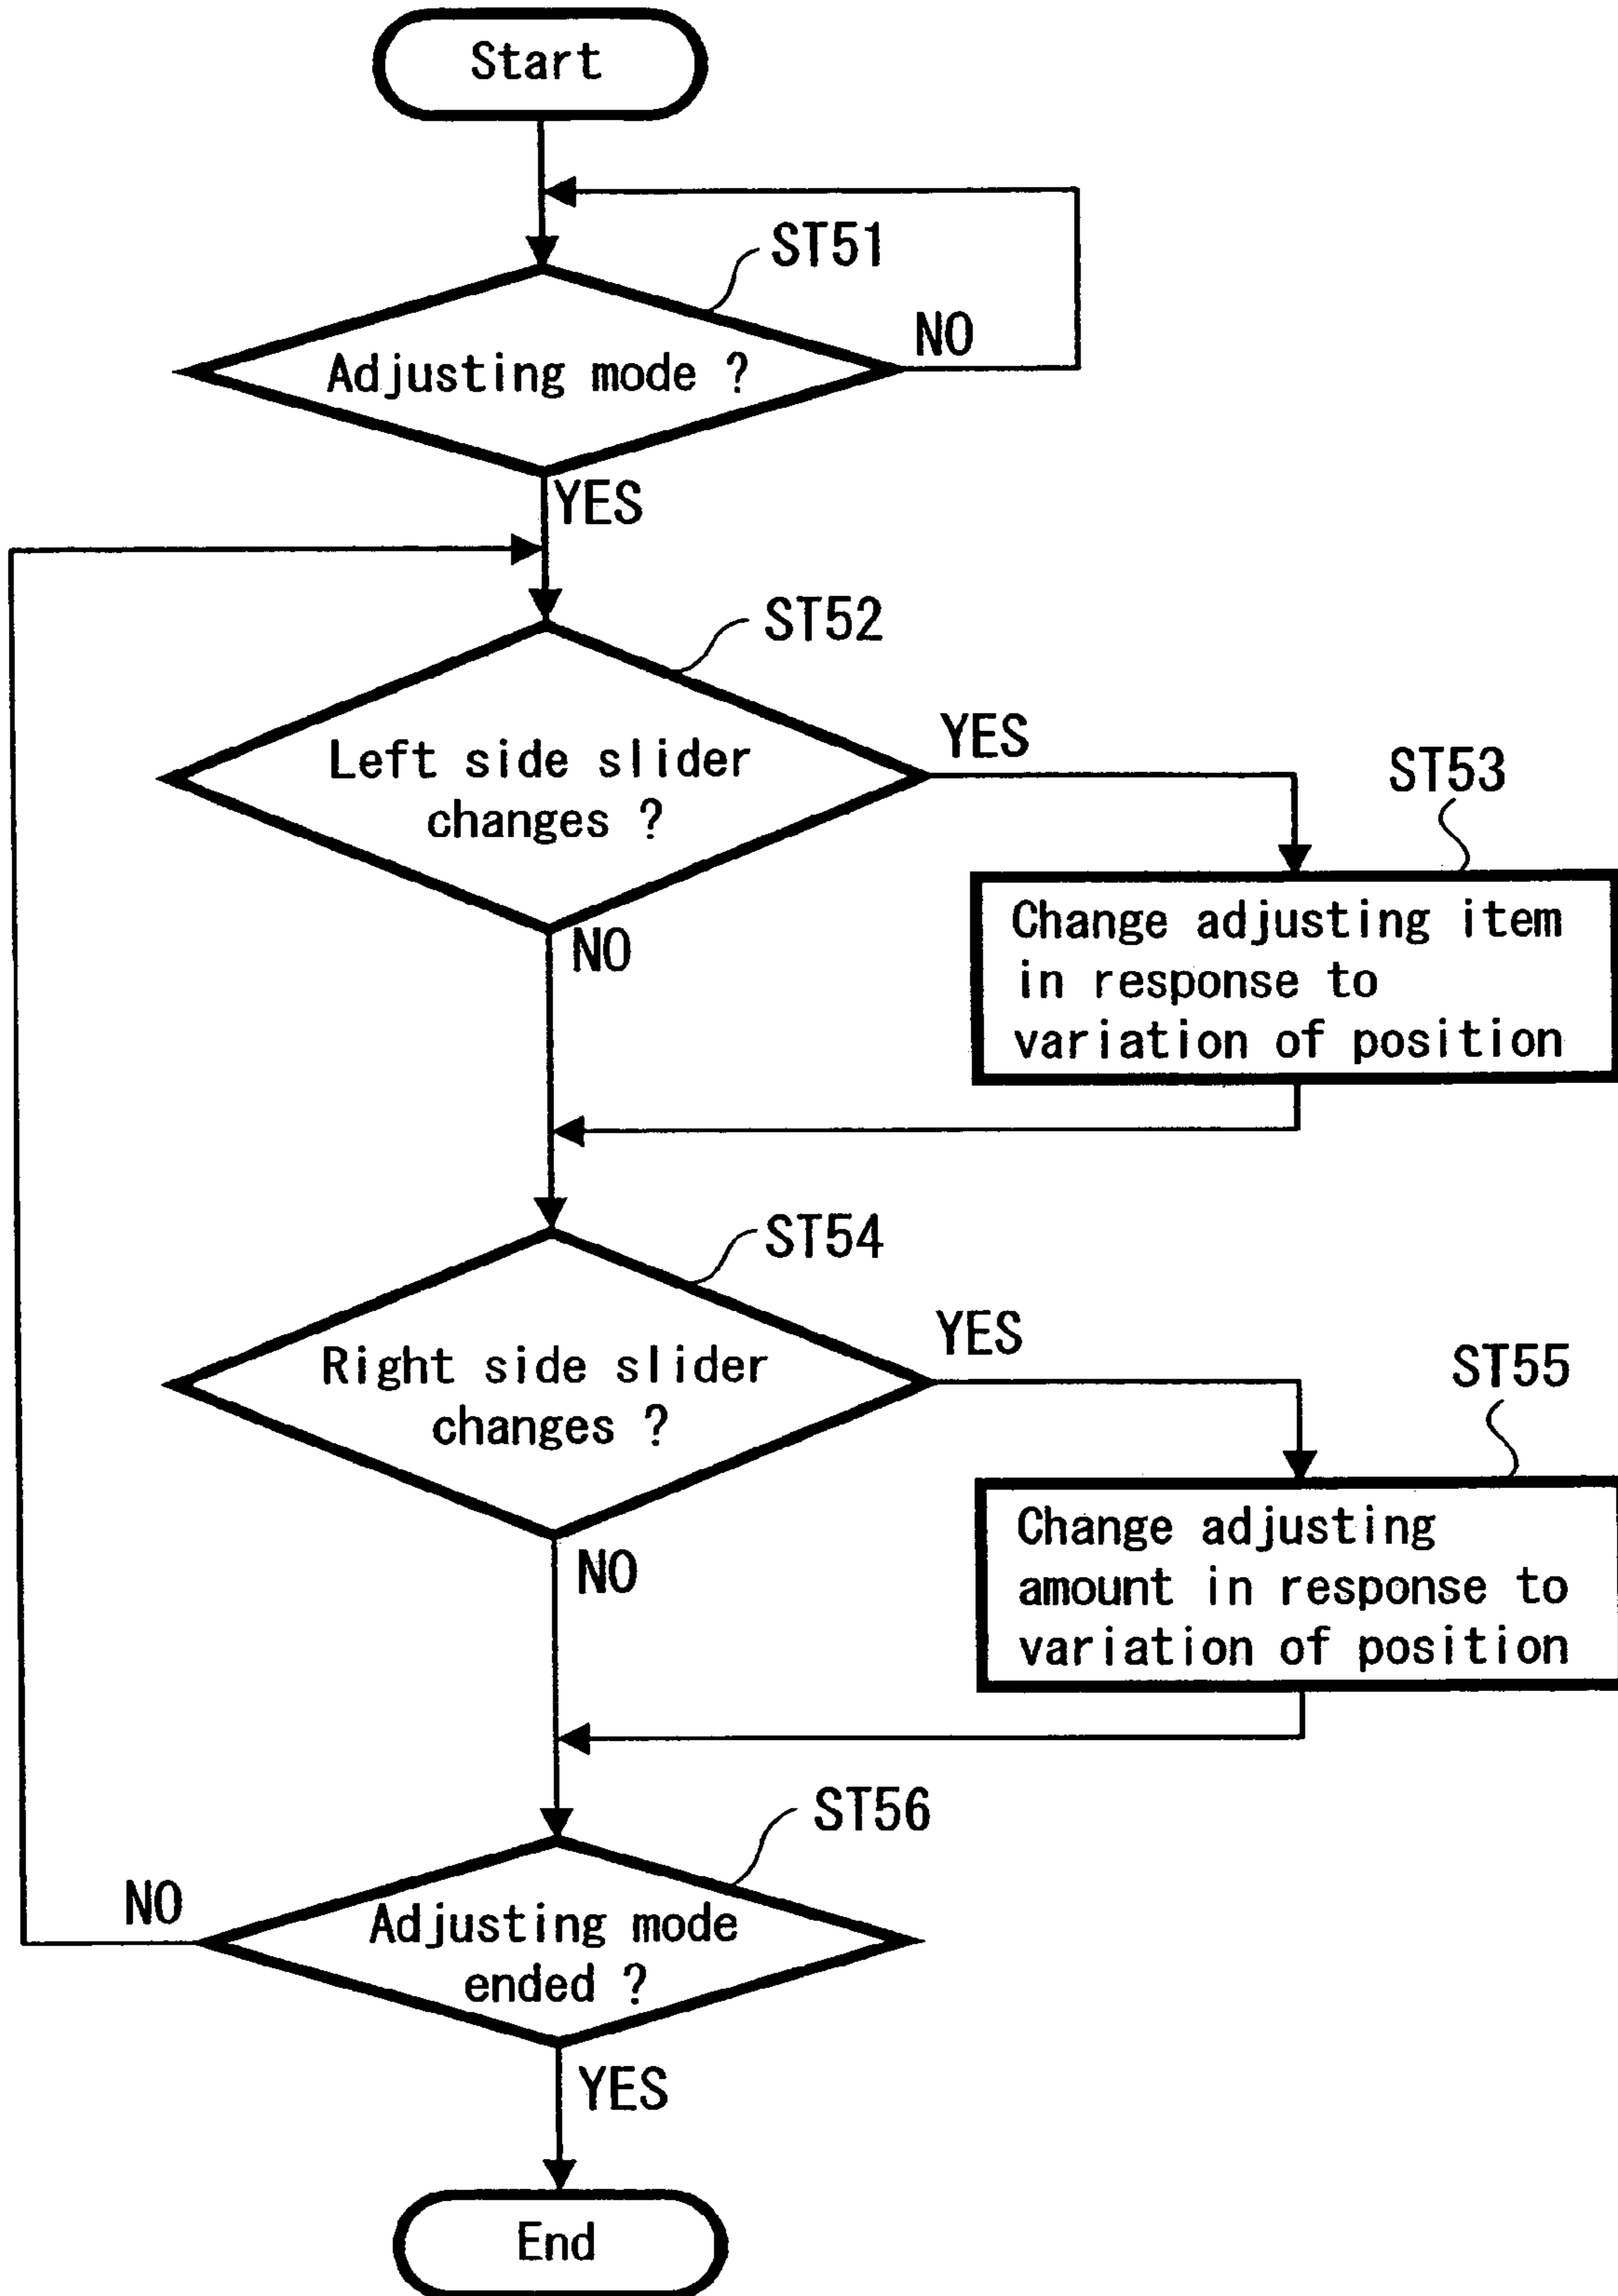 Start
ST51
NO
Adjusting mode ?
YES
ST52
YES
Left side slider
changes ?
ST53
NO
Change adjusting item
in response to
variation of position
ST54
YES
Right side slider
changes ?
ST55
NO
Change adjusting
amount in response to
variation of position
ST56
NO
Adjusting mode
ended ?
YES
End